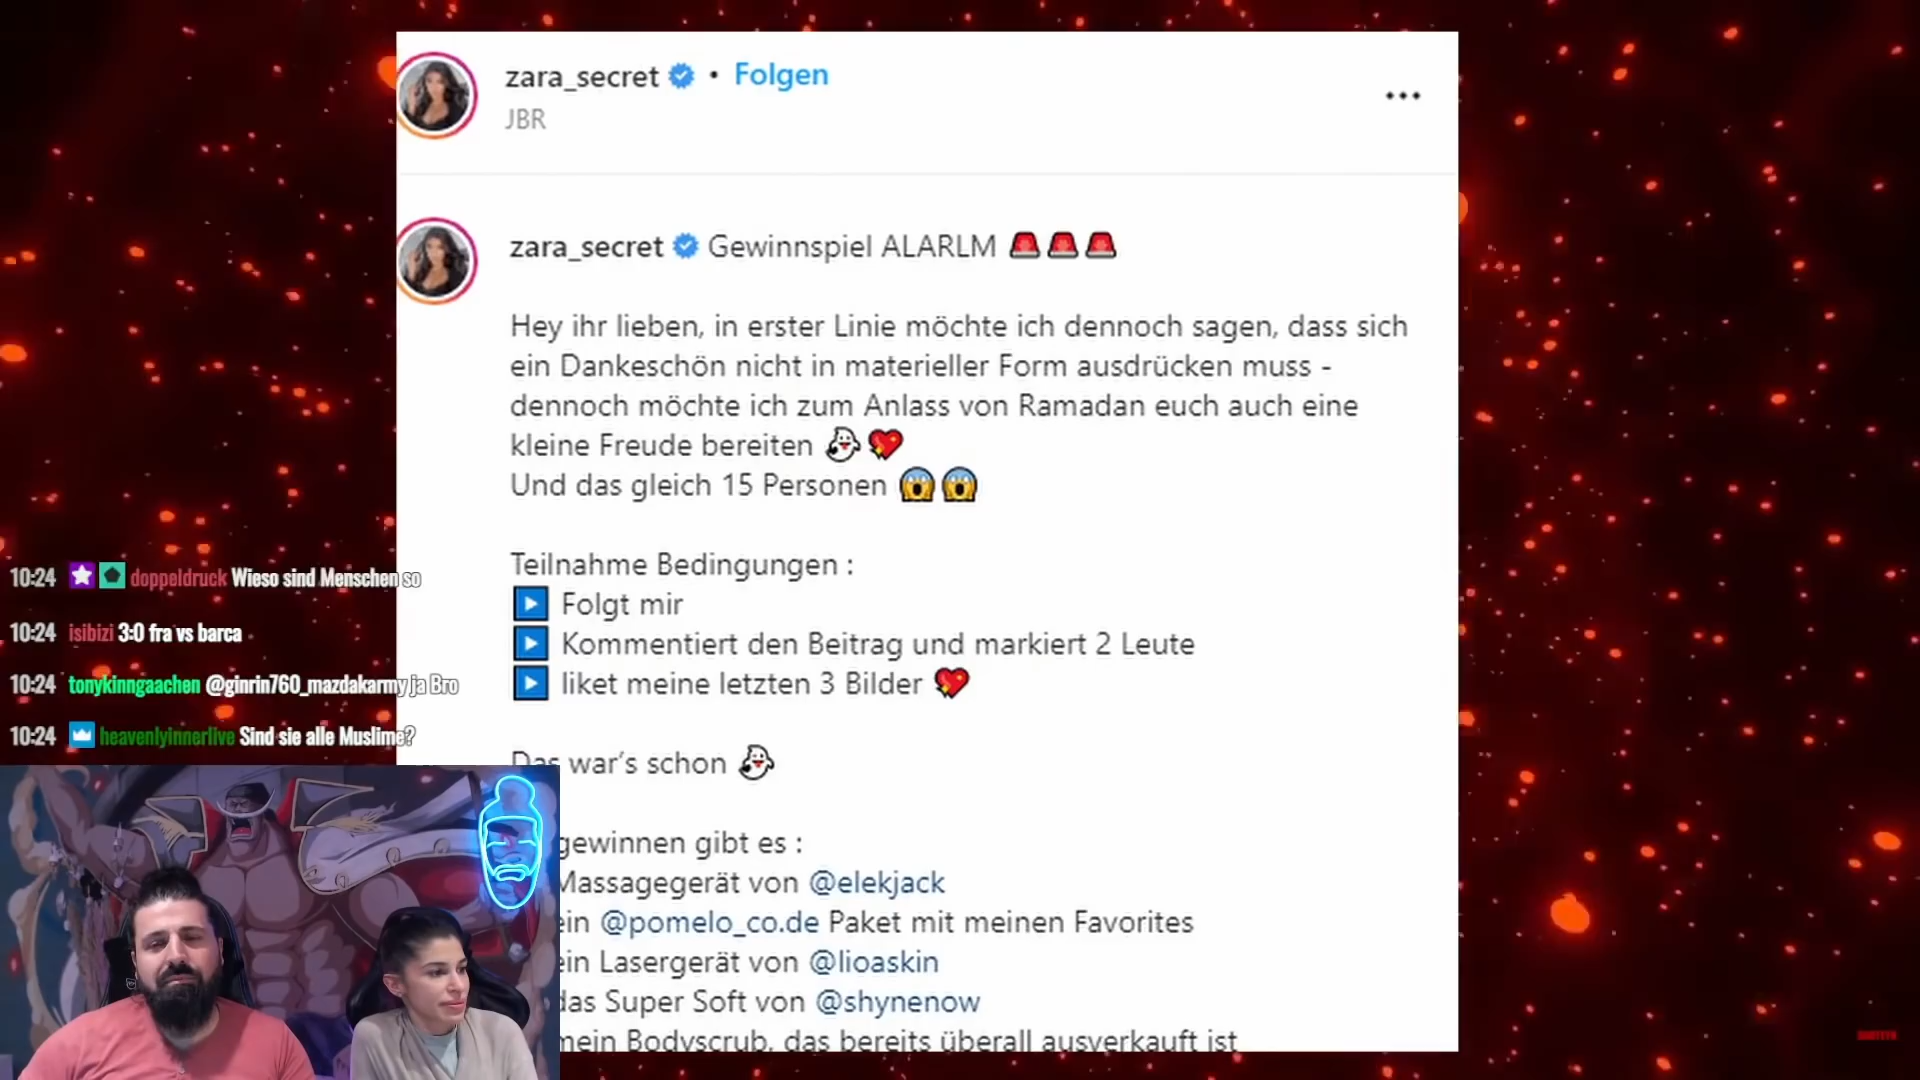 zara_secret • Folgen
JBR
zara_secret Gewinnspiel ALARLM 🚨🚨🚨
Hey ihr lieben, in erster Linie möchte ich dennoch sagen, dass sich
ein Dankeschön nicht in materieller Form ausdrücken muss -
dennoch möchte ich zum Anlass von Ramadan euch auch eine
kleine Freude bereiten 👻💖
Und das gleich 15 Personen 😱😱
Teilnahme Bedingungen :
▶️ Folgt mir
▶️ Kommentiert den Beitrag und markiert 2 Leute
▶️ liket meine letzten 3 Bilder 💖
Das war's schon 👻
gewinnen gibt es :
Massagegerät von @elekjack
ein @pomelo_co.de Paket mit meinen Favorites
ein Lasergerät von @lioaskin
das Super Soft von @shynenow
mein Bodyscrub, das bereits überall ausverkauft ist
10:24 doppeldruck Wieso sind Menschen so
10:24 isibizi 3:0 fra vs barca
10:24 tonykinngaachen @ginrin760_mazdakarmy ja Bro
10:24 heavenlyinnerlive Sind sie alle Muslime?